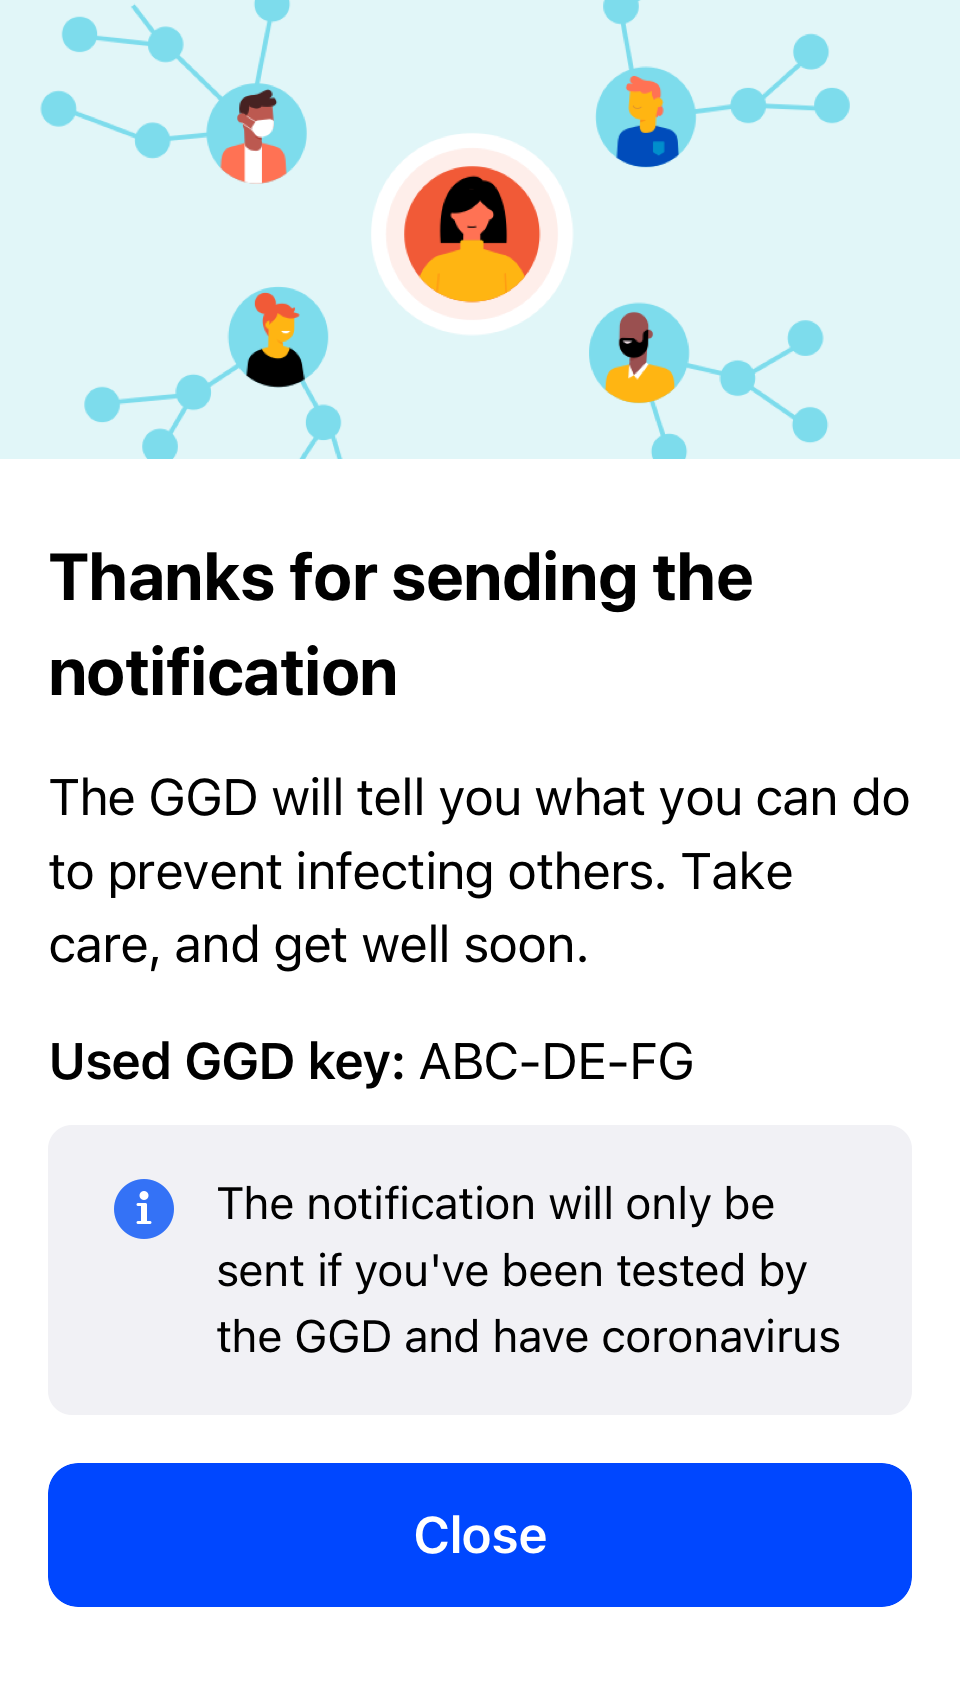 Thanks for sending the
notification
The GGD will tell you what you can do
to prevent infecting others. Take
care, and get well soon.
Used GGD key: ABC-DE-FG
The notification will only be
sent if you've been tested by
the GGD and have coronavirus
Close